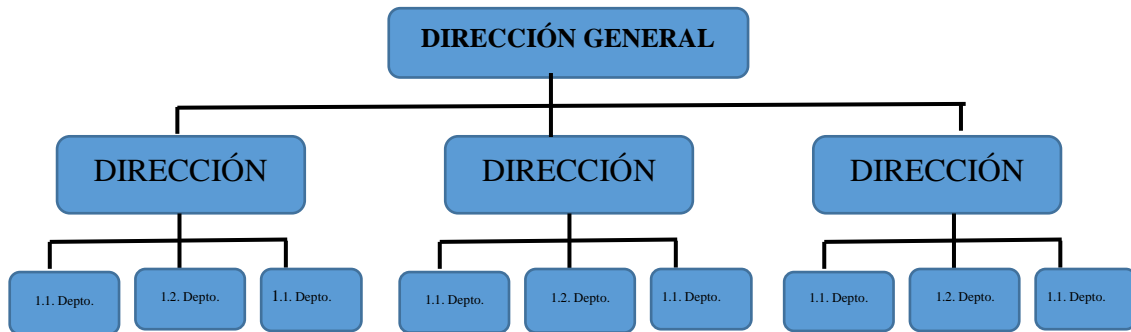 DIRECCIÓN GENERAL
DIRECCIÓN
DIRECCIÓN
DIRECCIÓN
1.1. Depto.
1.2. Depto.
1.1. Depto.
1.1. Depto.
1.2. Depto.
1.1. Depto.
1.1. Depto.
1.2. Depto.
1.1. Depto.